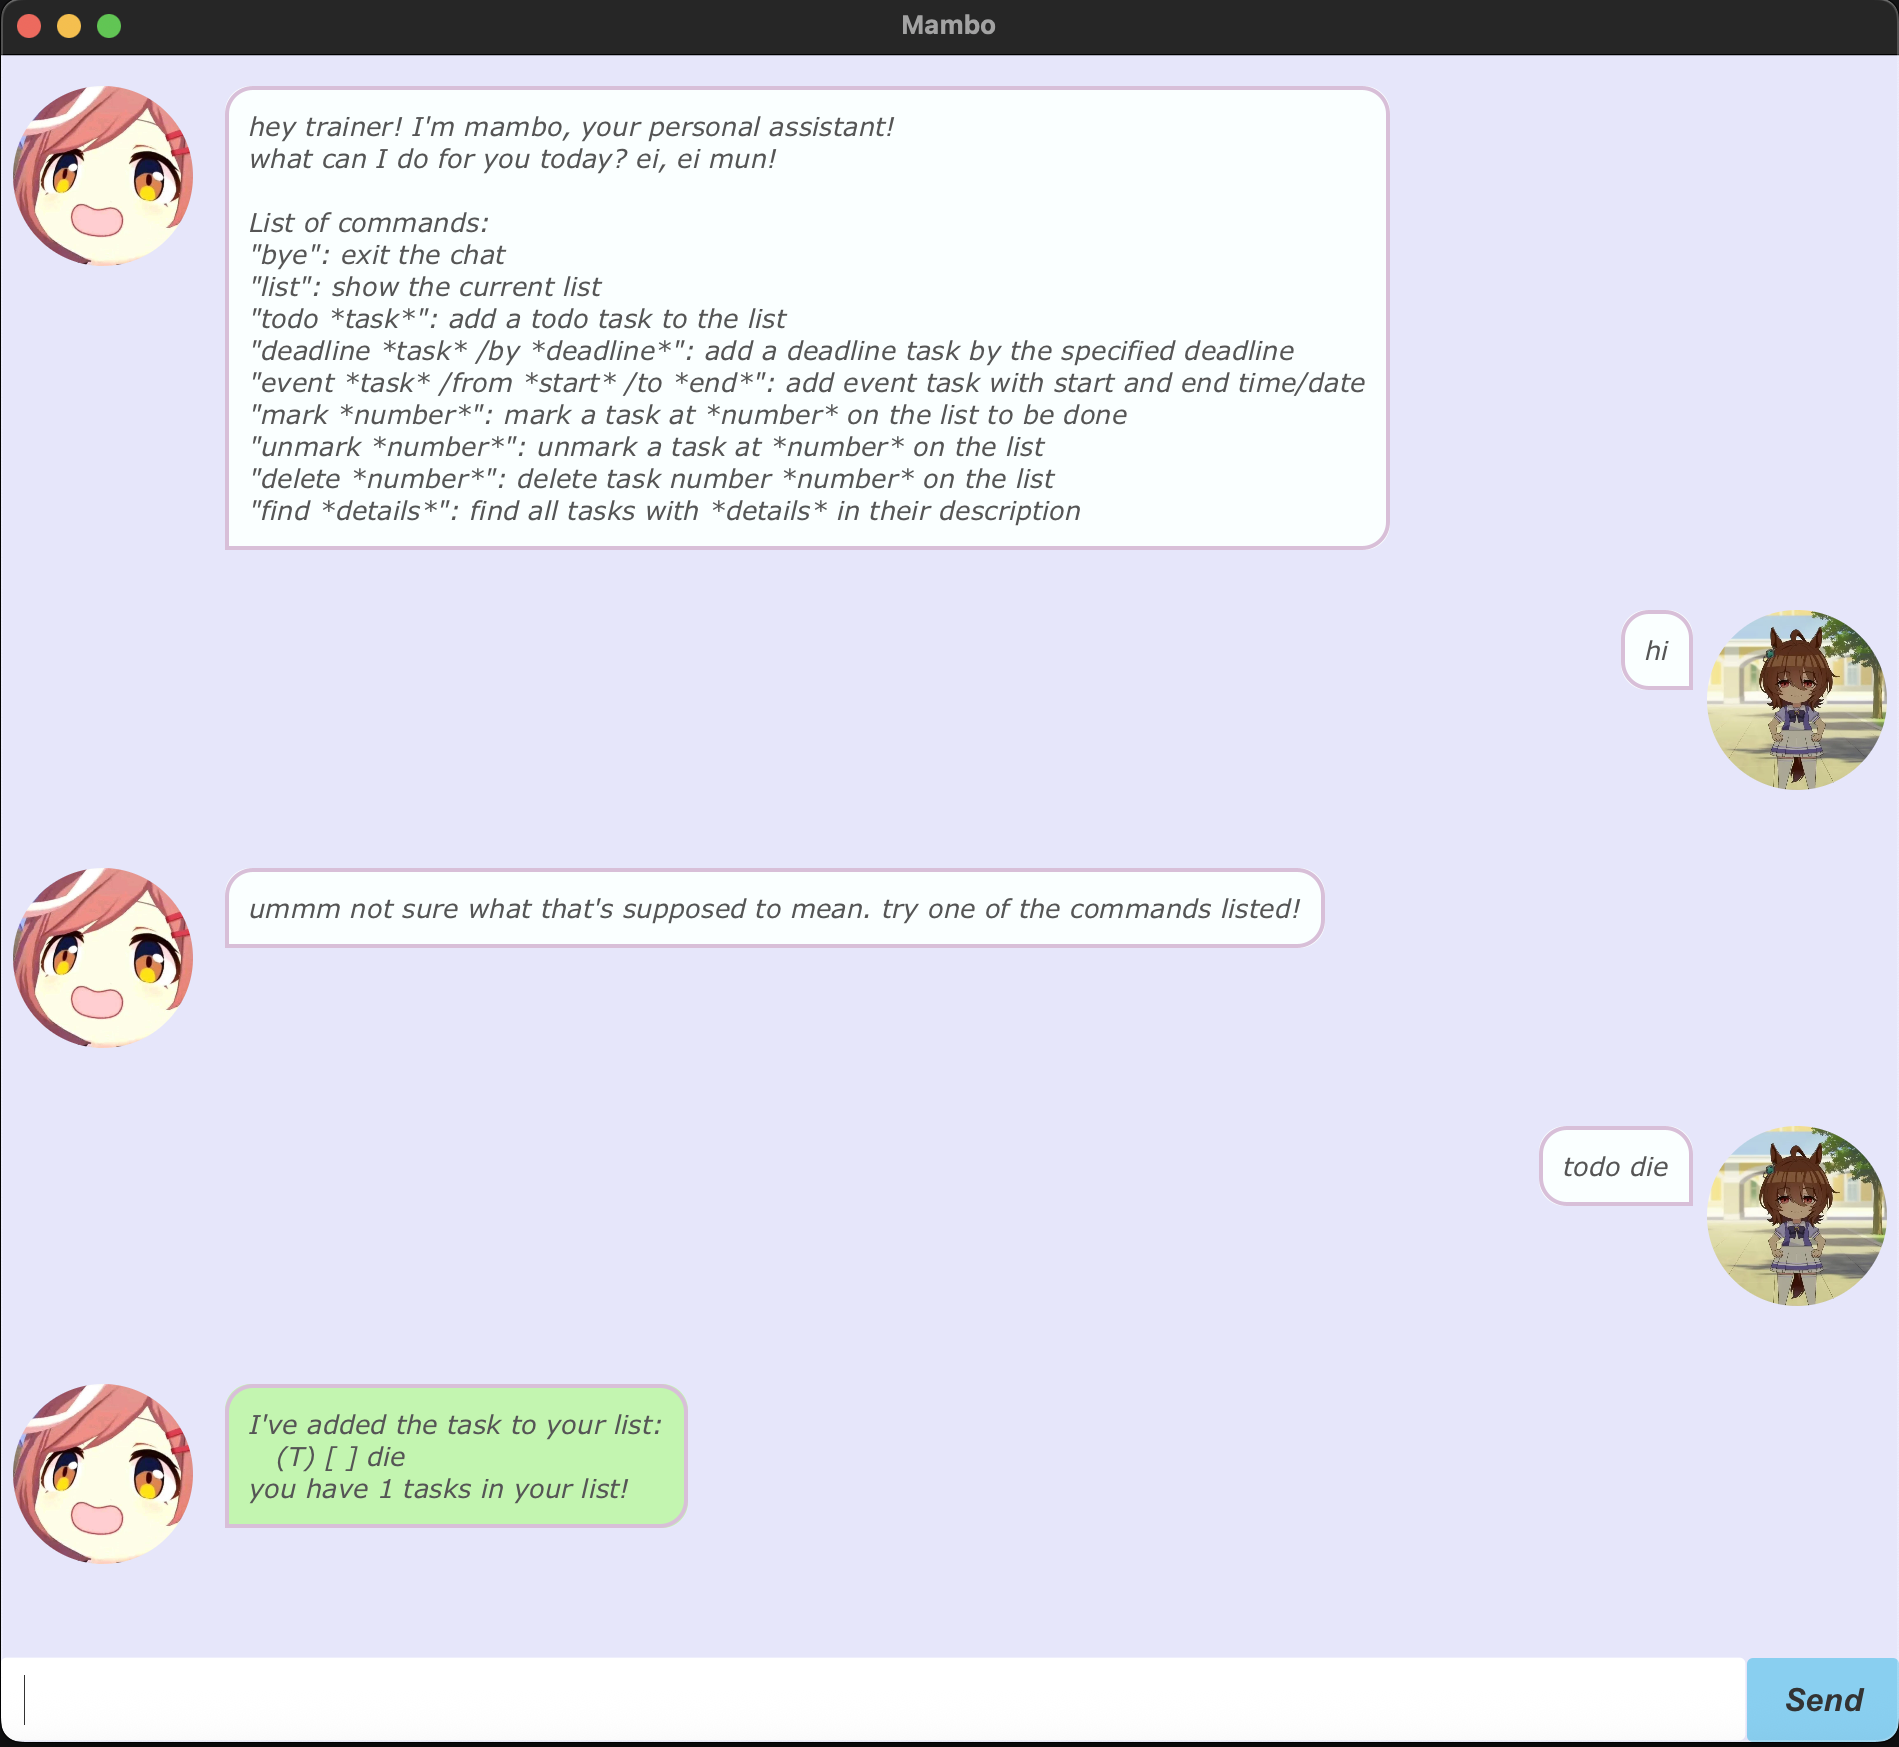 Mambo
hey trainer! I'm mambo, your personal assistant!
what can I do for you today? ei, ei mun!
List of commands:
"bye": exit the chat
"list": show the current list
"todo *task*": add a todo task to the list
"deadline *task* /by *deadline*": add a deadline task by the specified deadline
"event *task* /from *start* /to *end*": add event task with start and end time/date
"mark *number*": mark a task at *number* on the list to be done
"unmark *number*": unmark a task at *number* on the list
"delete *number*": delete task number *number* on the list
"find *details*": find all tasks with *details* in their description
hi
ummm not sure what that's supposed to mean. try one of the commands listed!
todo die
I've added the task to your list:
(T) [ ] die
you have 1 tasks in your list!
Send